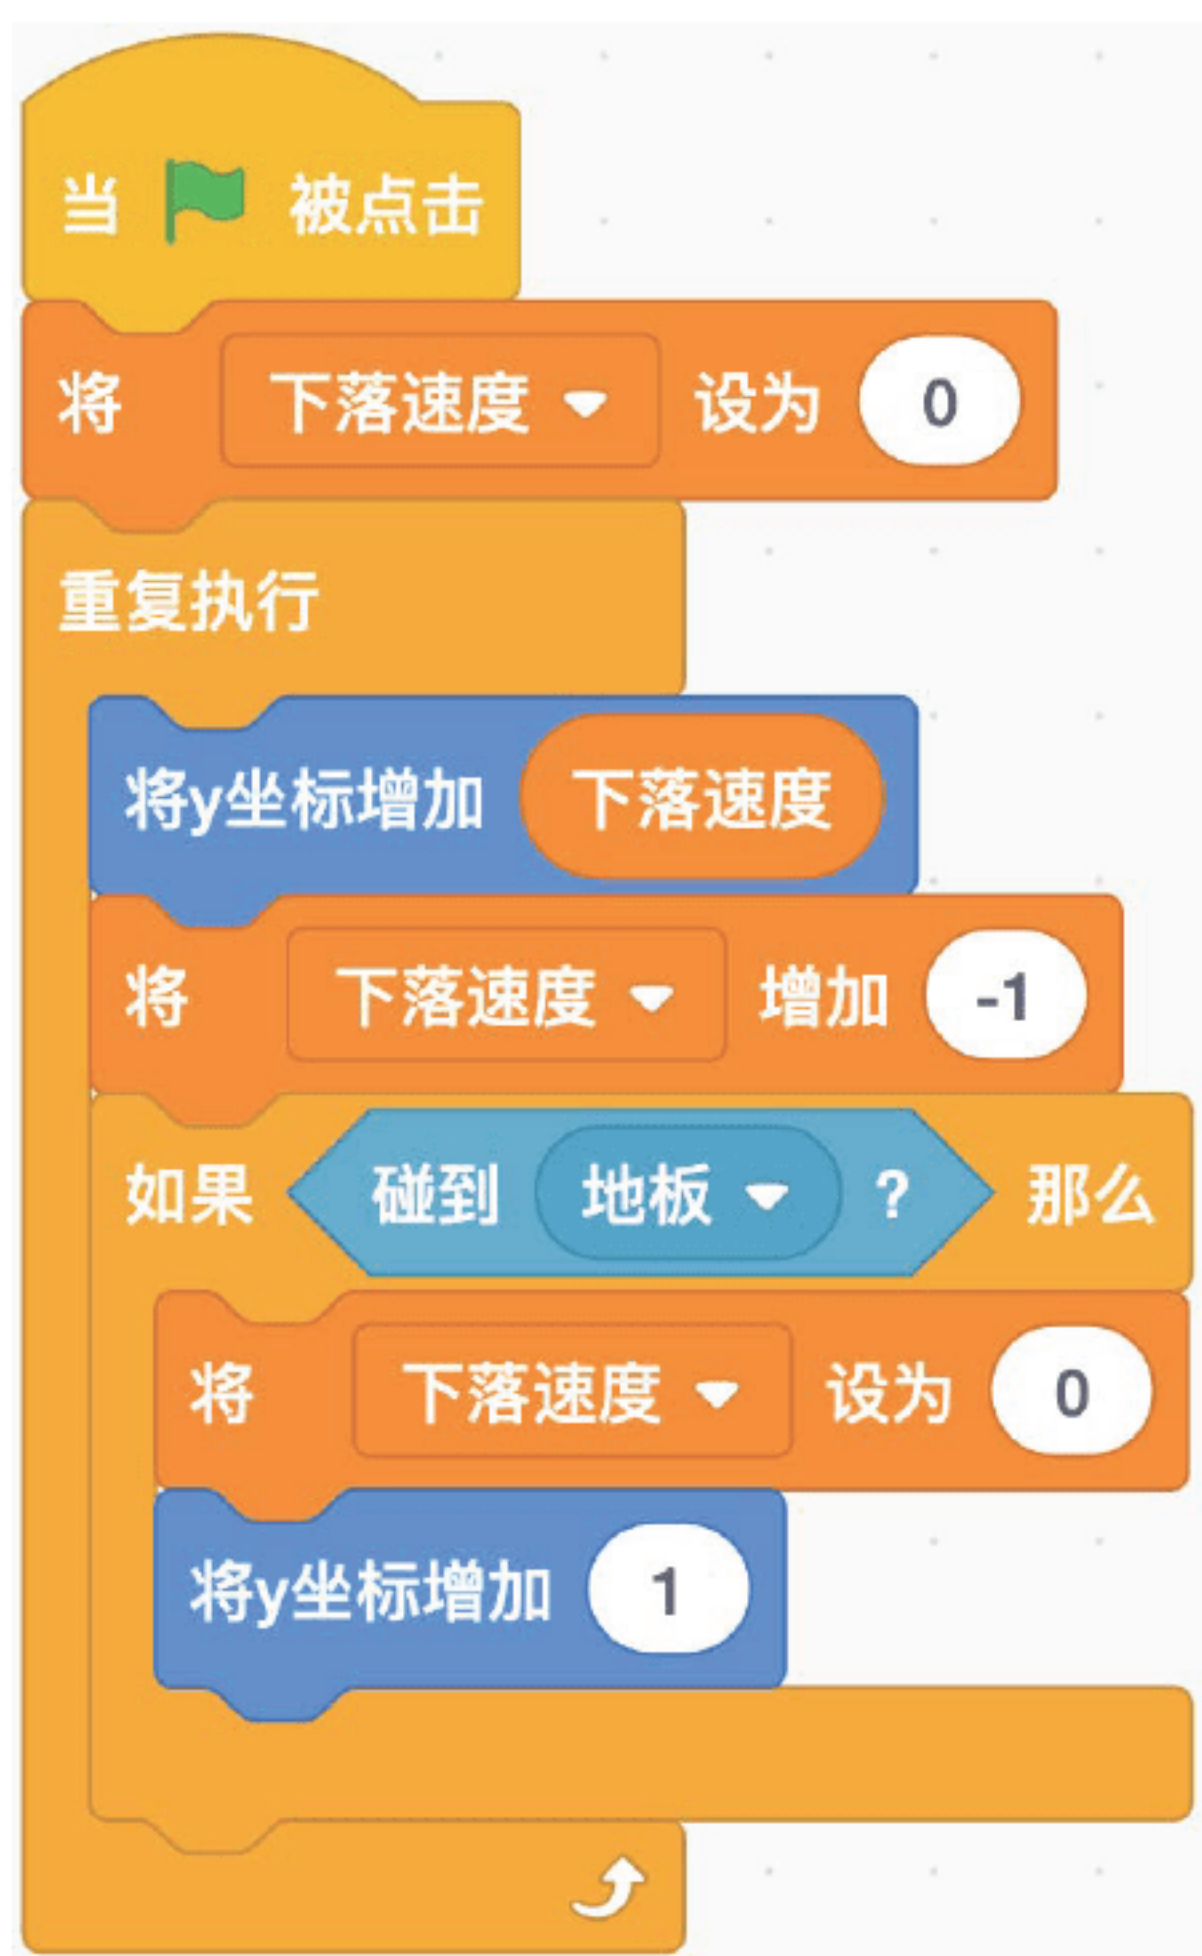 当 被点击
将 下落速度 设为 0
重复执行
将y坐标增加 下落速度
将 下落速度 增加 -1
如果 碰到 地板 ? 那么
将 下落速度 设为 0
将y坐标增加 1